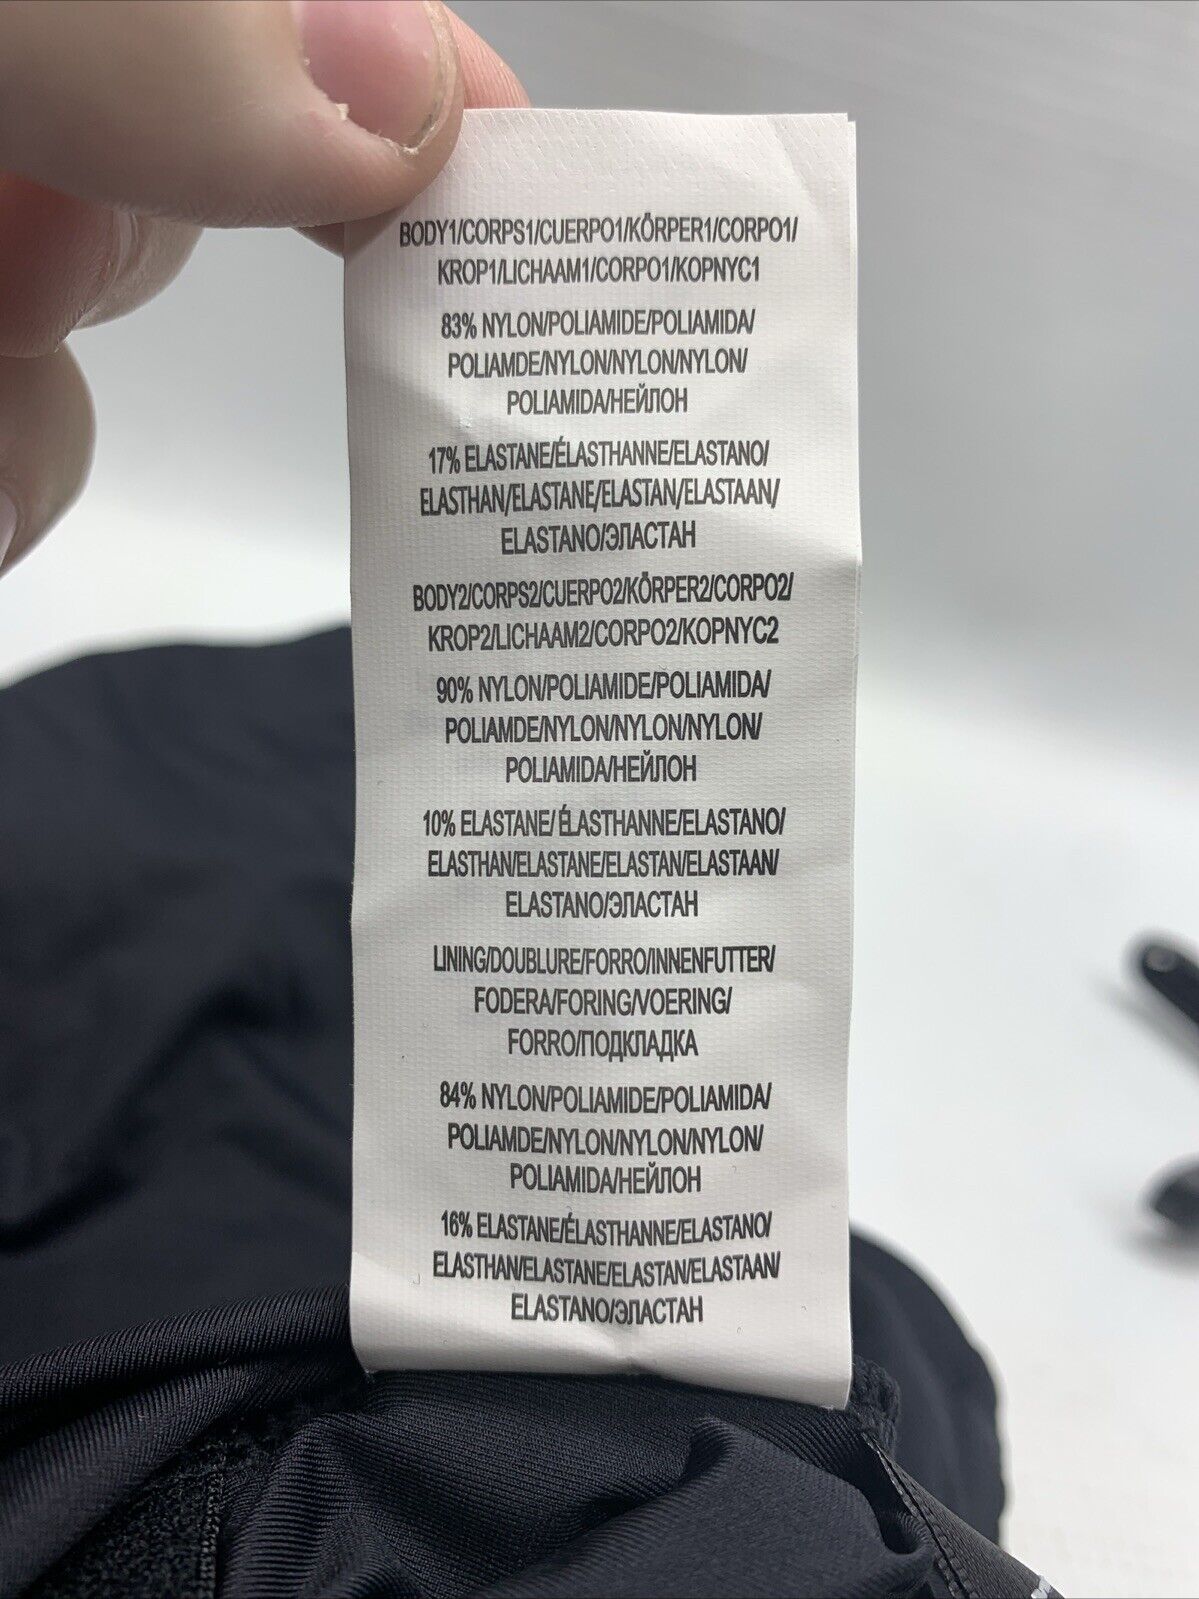 BODY1/CORPS1/CUERPO1/KÖRPER1/CORPO1/
KROP1/LICHAAM1/CORPO1/KOPNYC1
83% NYLON/POLIAMIDE/POLIAMIDA/
POLIAMDE/NYLON/NYLON/NYLON/
POLIAMIDA/НЕЙЛОН
17% ELASTANE/ÉLASTHANNE/ELASTANO/
ELASTHAN/ELASTANE/ELASTAN/ELASTAAN/
ELASTANO/ЭЛАСТАН
BODY2/CORPS2/CUERPO2/KÖRPER2/CORPO2/
KROP2/LICHAAM2/CORPO2/KOPNYC2
90% NYLON/POLIAMIDE/POLIAMIDA/
POLIAMDE/NYLON/NYLON/NYLON/
POLIAMIDA/НЕЙЛОН
10% ELASTANE/ ÉLASTHANNE/ELASTANO/
ELASTHAN/ELASTANE/ELASTAN/ELASTAAN/
ELASTANO/ЭЛАСТАН
LINING/DOUBLURE/FORRO/INNENFUTTER/
FODERA/FORING/VOERING/
FORRO/ПОДКЛАДКА
84% NYLON/POLIAMIDE/POLIAMIDA/
POLIAMDE/NYLON/NYLON/NYLON/
POLIAMIDA/НЕЙЛОН
16% ELASTANE/ÉLASTHANNE/ELASTANO/
ELASTHAN/ELASTANE/ELASTAN/ELASTAAN/
ELASTANO/ЭЛАСТАН